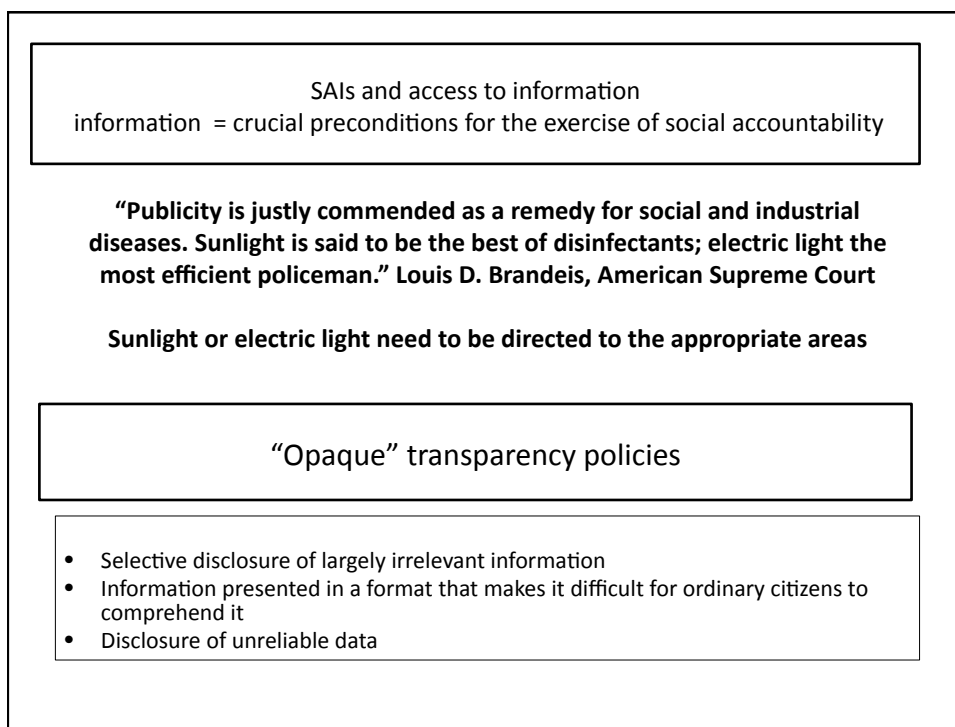 SAIs and access to information
information  = crucial preconditions for the exercise of social accountability
“Publicity is justly commended as a remedy for social and industrial
diseases. Sunlight is said to be the best of disinfectants; electric light the
most efficient policeman.” Louis D. Brandeis, American Supreme Court
Sunlight or electric light need to be directed to the appropriate areas
“Opaque” transparency policies
• Selective disclosure of largely irrelevant information
• Information presented in a format that makes it difficult for ordinary citizens to
comprehend it
• Disclosure of unreliable data